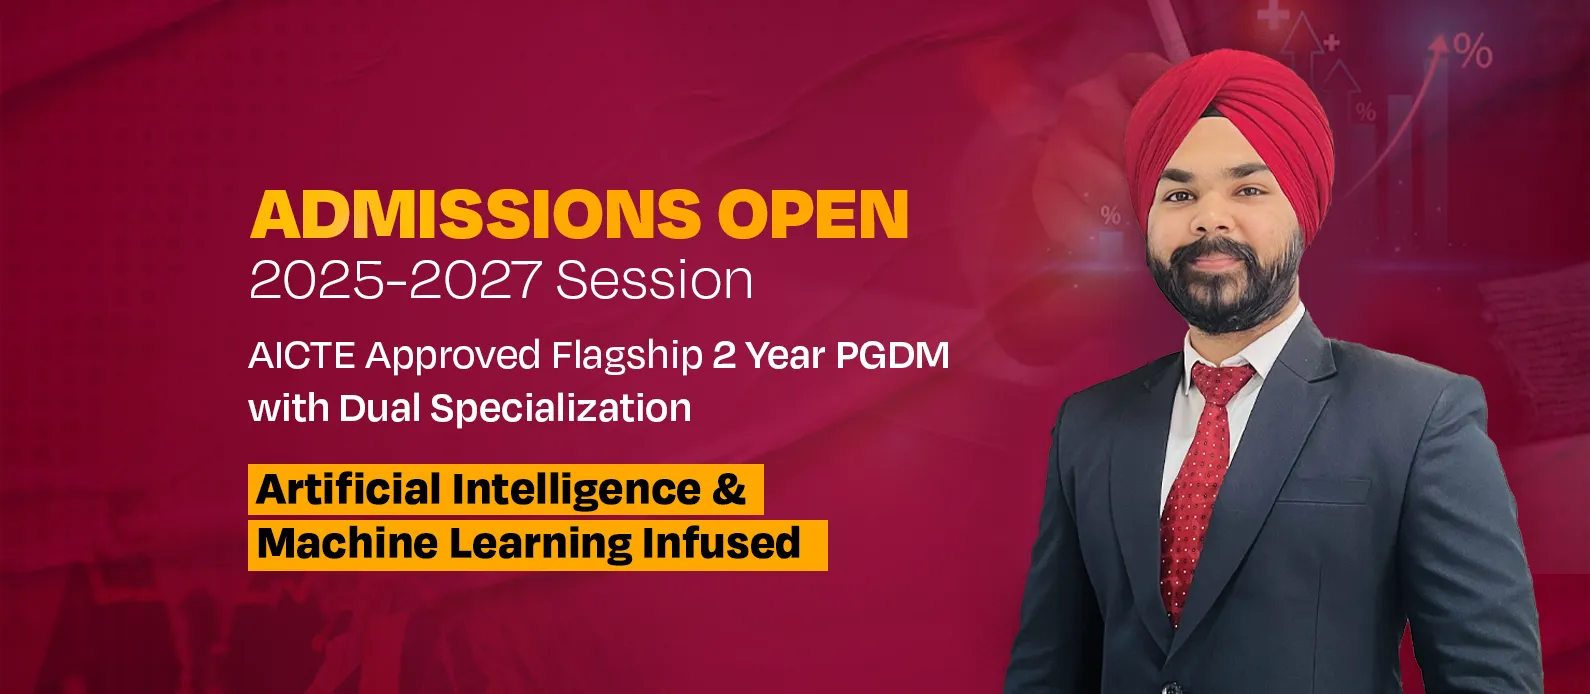 ADMISSIONS OPEN
2025-2027 Session
AICTE Approved Flagship 2 Year PGDM
with Dual Specialization
Artificial Intelligence &
Machine Learning Infused
%
%
%